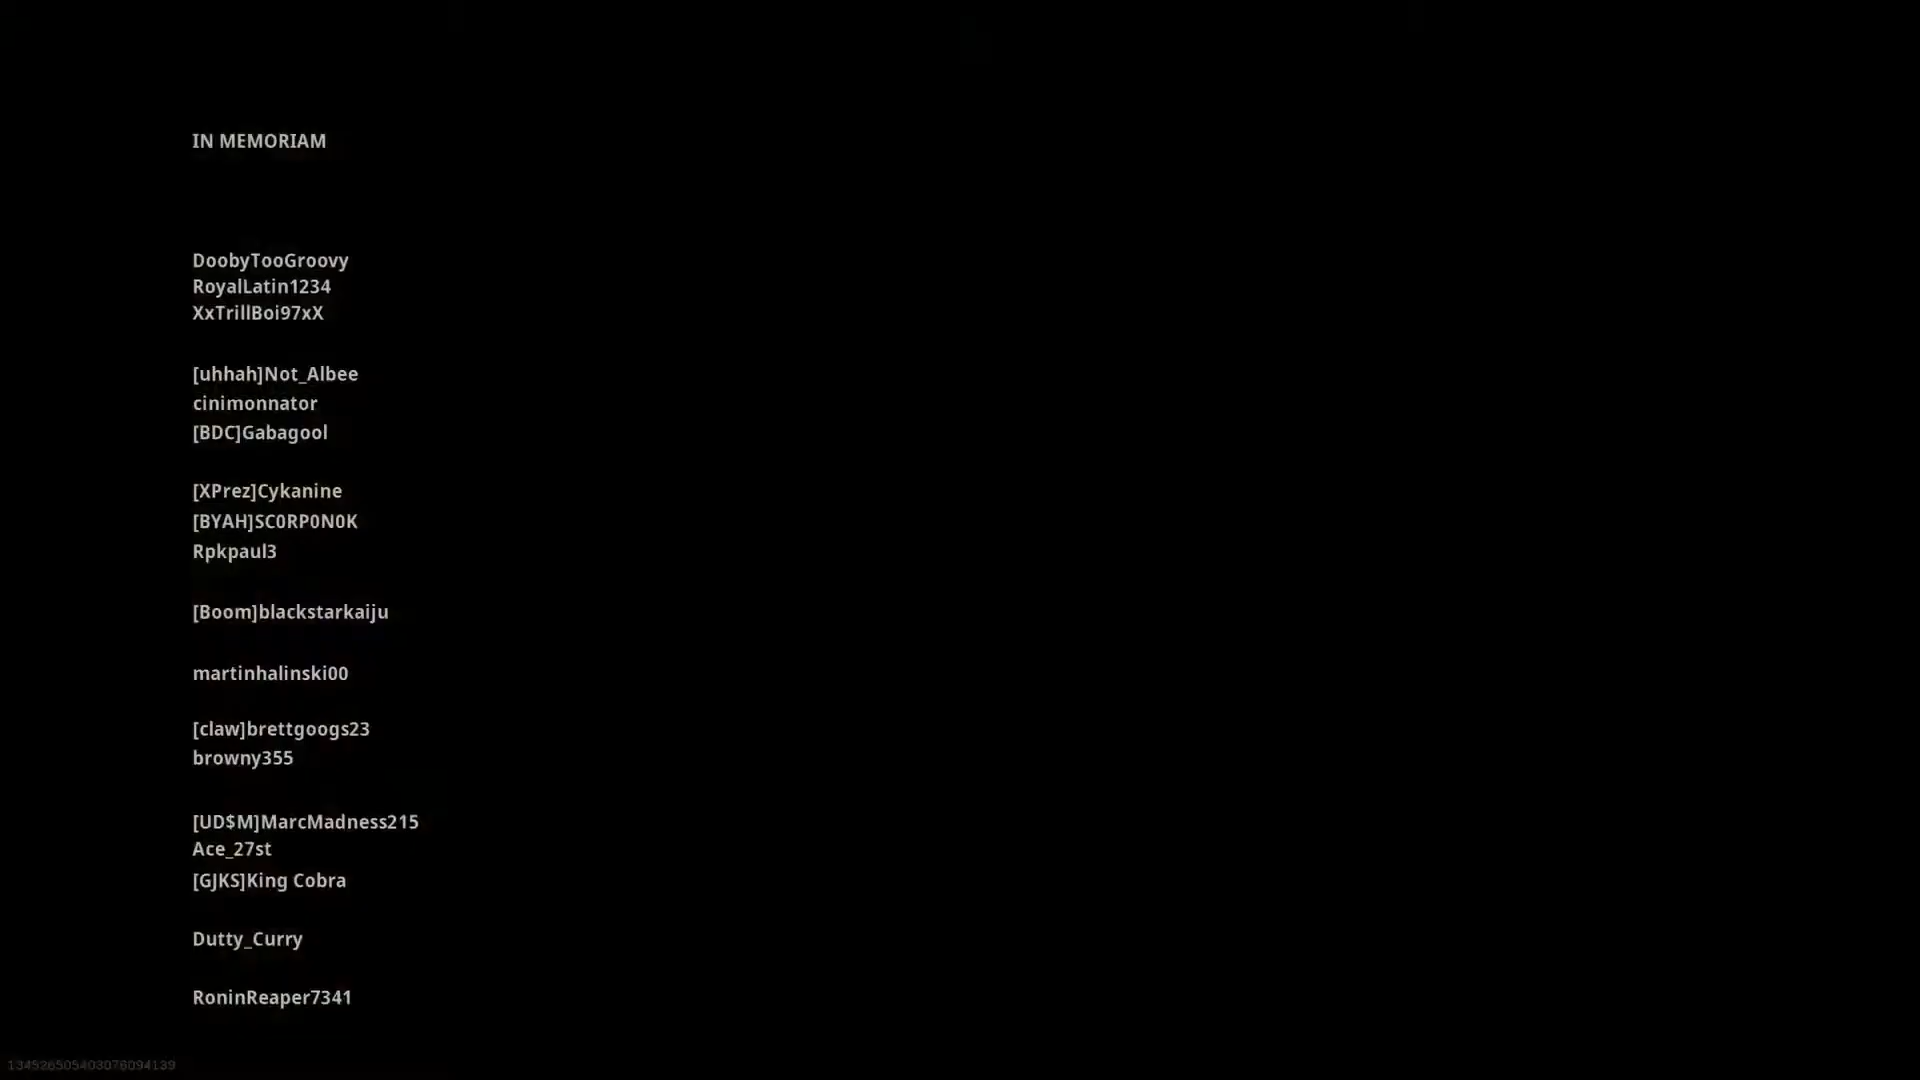 IN MEMORIAM
DoobyTooGroovy
RoyalLatin1234
XxTrillBoi97xX
[uhhah]Not_Albee
cinimonnator
[BDC]Gabagool
[XPrez]Cykanine
[BYAH]SC0RP0N0K
Rpkpaul3
[Boom]blackstarkaiju
martinhalinski00
[claw]brettgoogs23
browny355
[UD$M]MarcMadness215
Ace_27st
[GJKS]King Cobra
Dutty_Curry
RoninReaper7341